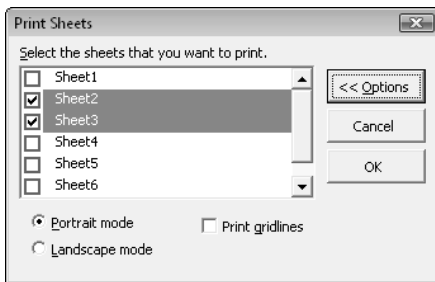 Print Sheets
Select the sheets that you want to print.
Sheet1
Sheet2
Sheet3
Sheet4
Sheet5
Sheet6
<< Options
Cancel
OK
Portrait mode
Print gridlines
Landscape mode